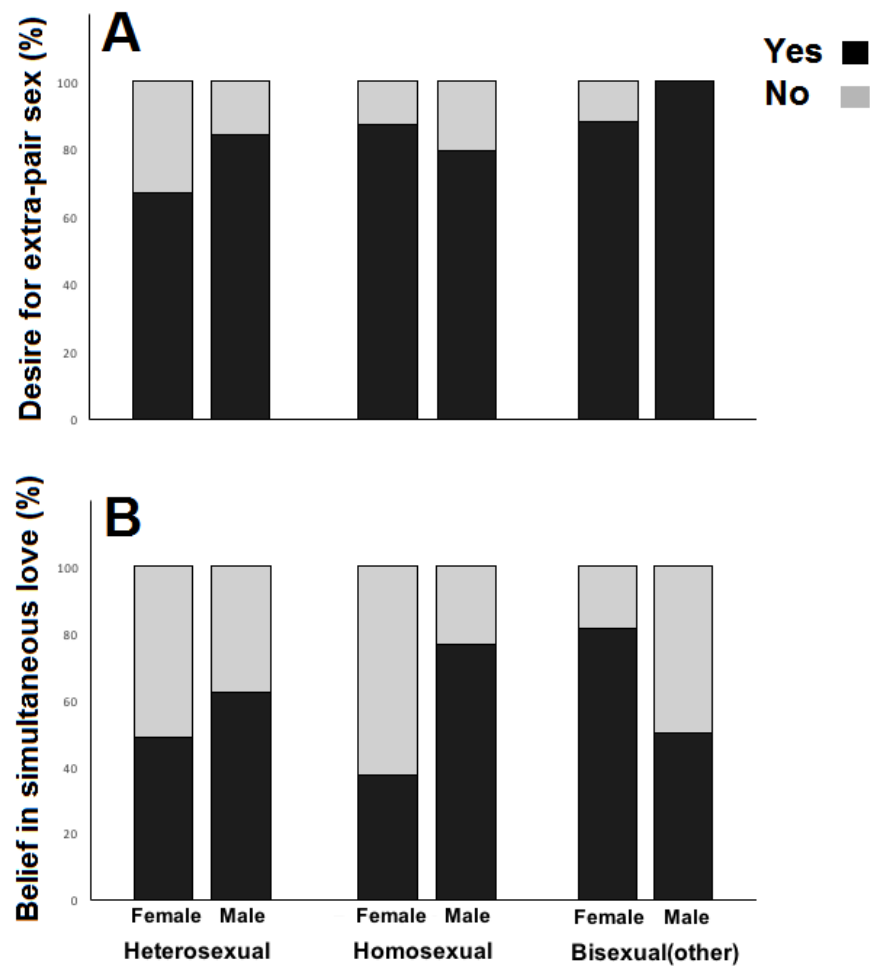 A
Yes
No
Desire for extra-pair sex (%)
100
80
60
40
20
0
B
Belief in simultaneous love (%)
100
80
60
40
20
0
Female Male Female Male Female Male
Heterosexual Homosexual Bisexual(other)